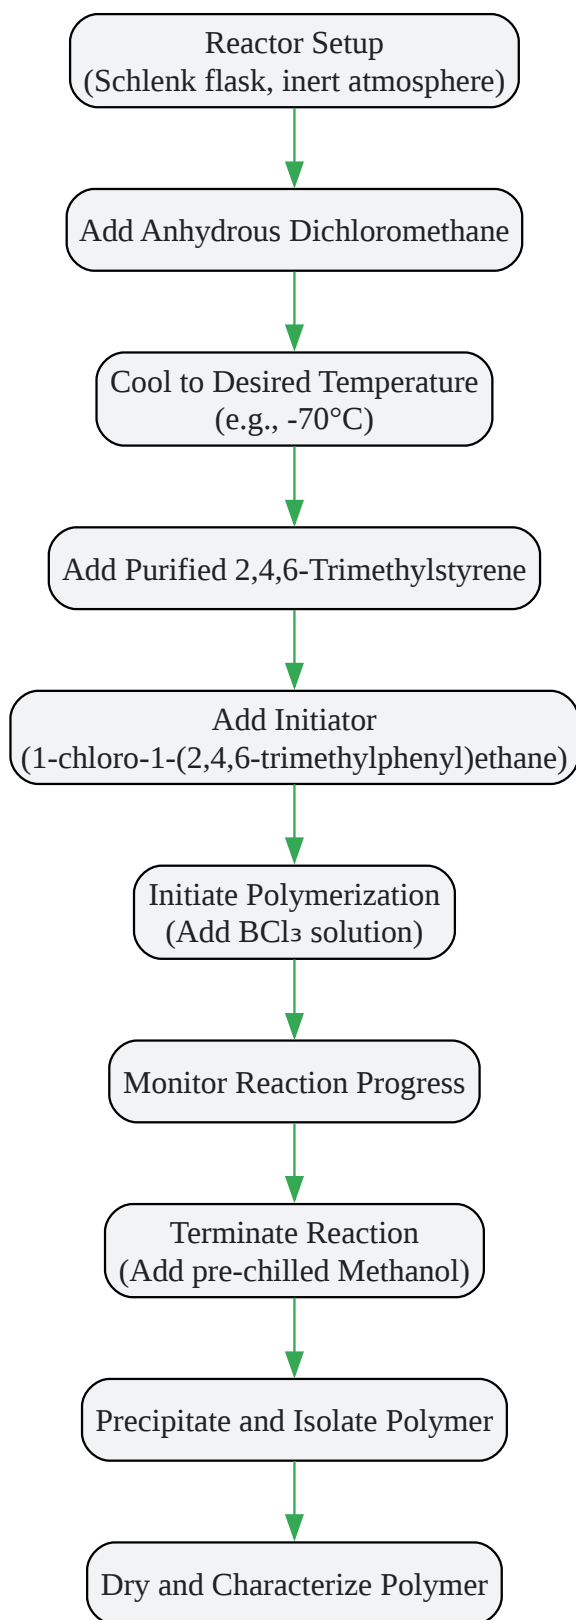 Reactor Setup
(Schlenk flask, inert atmosphere)
Add Anhydrous Dichloromethane
Cool to Desired Temperature
(e.g., -70°C)
Add Purified 2,4,6-Trimethylstyrene
Add Initiator
(1-chloro-1-(2,4,6-trimethylphenyl)ethane)
Initiate Polymerization
(Add BCl₃ solution)
Monitor Reaction Progress
Terminate Reaction
(Add pre-chilled Methanol)
Precipitate and Isolate Polymer
Dry and Characterize Polymer